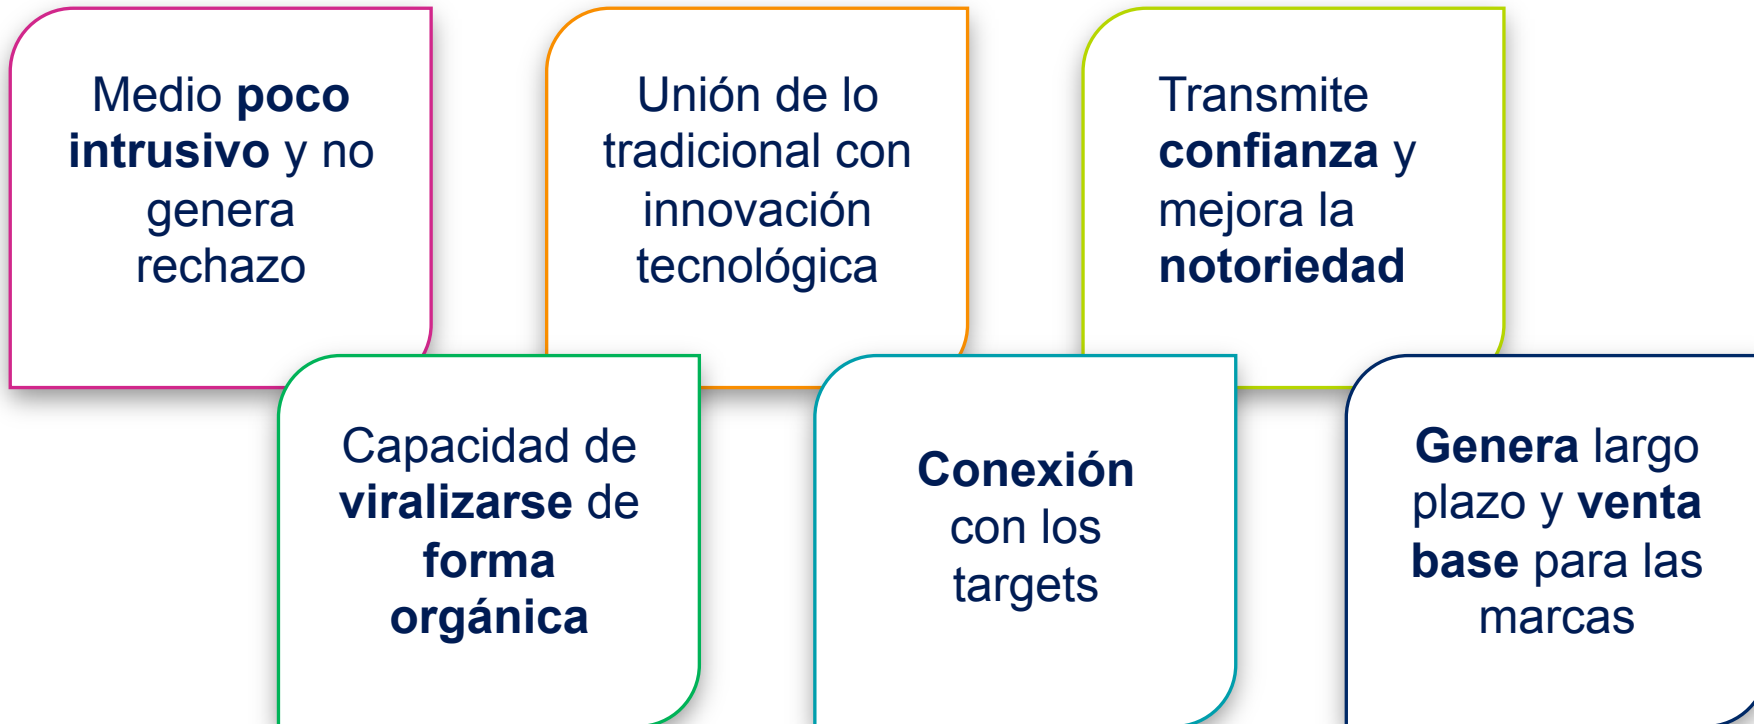 Medio poco
intrusivo y no
genera
rechazo
Unión de lo
tradicional con
innovación
tecnológica
Transmite
confianza y
mejora la
notoriedad
Capacidad de
viralizarse de
forma
orgánica
Conexión
con los
targets
Genera largo
plazo y venta
base para las
marcas